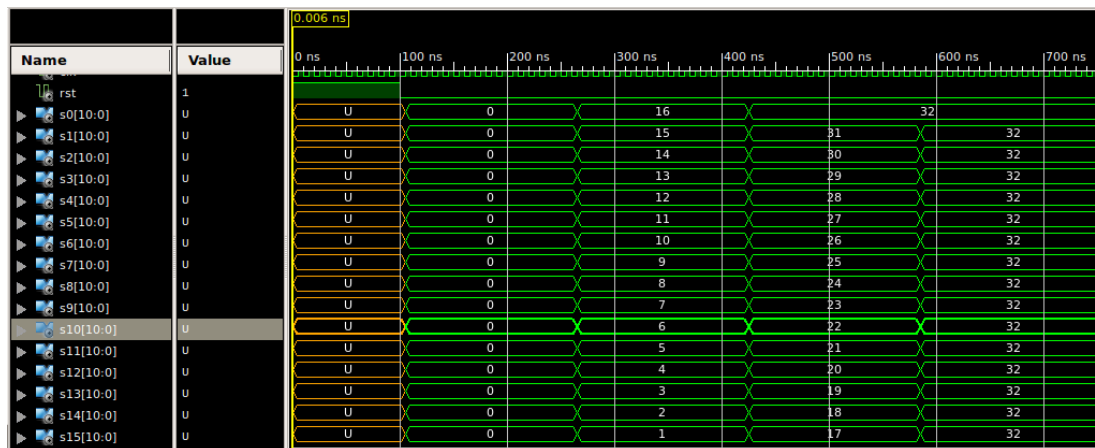 0.006 ns
Name Value 0 ns 100 ns 200 ns 300 ns 400 ns 500 ns 600 ns 700 ns
rst 1
s0[10:0] U U 0 16 32
s1[10:0] U U 0 15 31 32
s2[10:0] U U 0 14 30 32
s3[10:0] U U 0 13 29 32
s4[10:0] U U 0 12 28 32
s5[10:0] U U 0 11 27 32
s6[10:0] U U 0 10 26 32
s7[10:0] U U 0 9 25 32
s8[10:0] U U 0 8 24 32
s9[10:0] U U 0 7 23 32
s10[10:0] U U 0 6 22 32
s11[10:0] U U 0 5 21 32
s12[10:0] U U 0 4 20 32
s13[10:0] U U 0 3 19 32
s14[10:0] U U 0 2 18 32
s15[10:0] U U 0 1 17 32